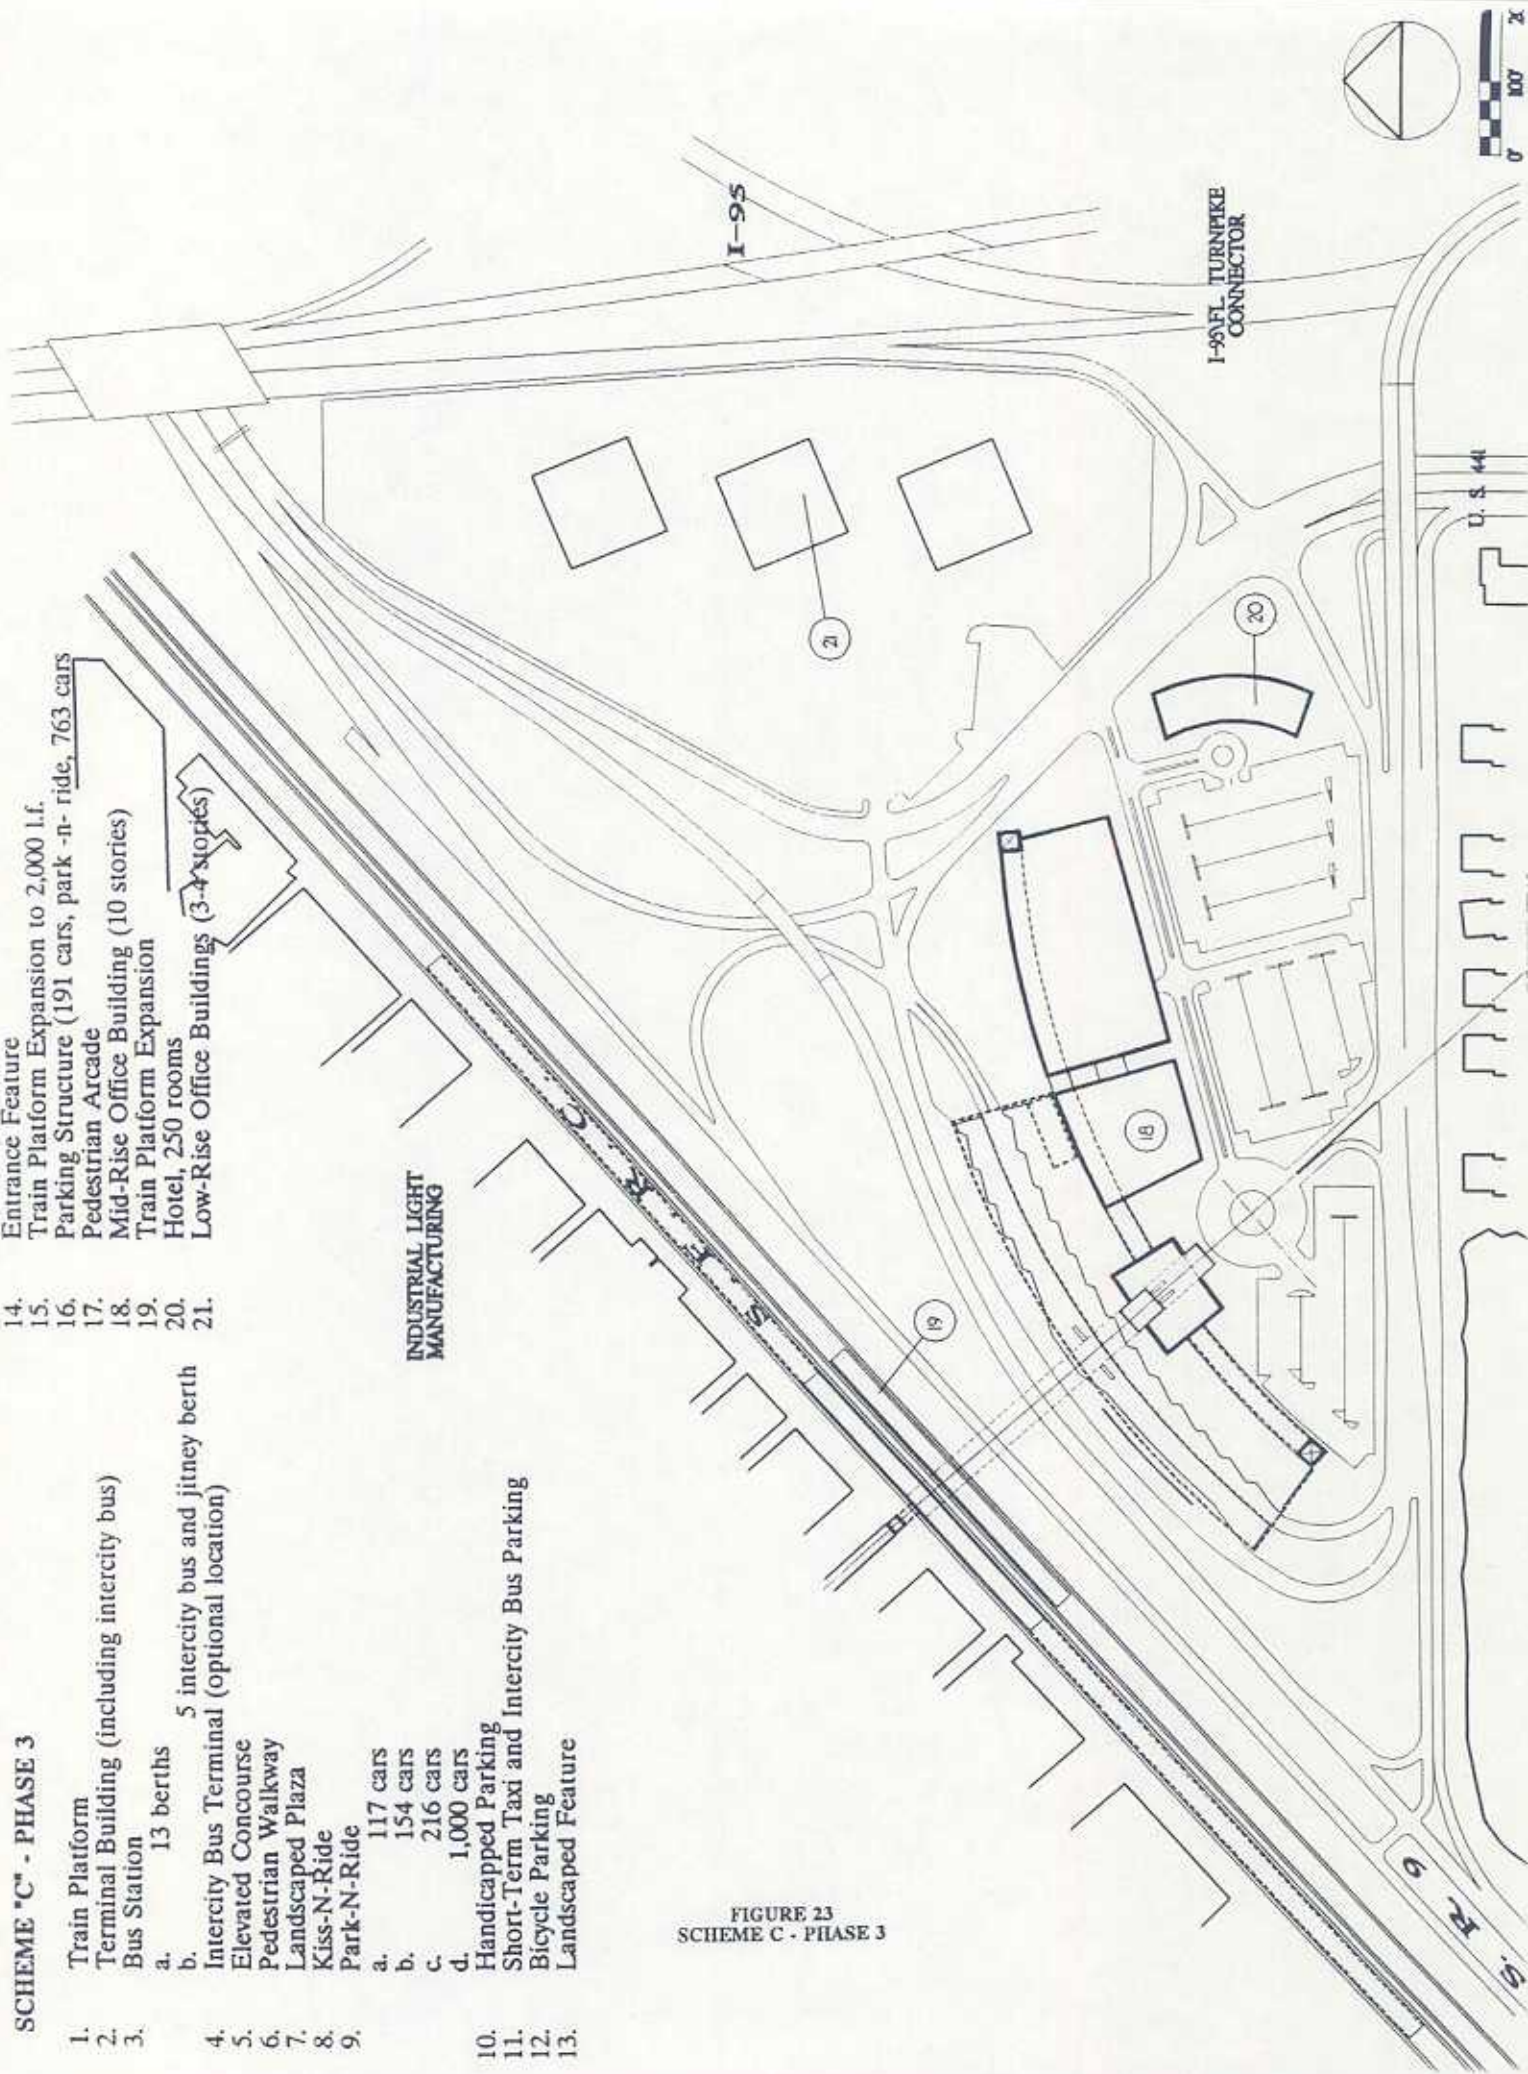 SCHEME "C" - PHASE 3
1. Train Platform
2. Terminal Building (including intercity bus)
3. Bus Station
a. 13 berths
b. 5 intercity bus and jitney berth
4. Intercity Bus Terminal (optional location)
5. Elevated Concourse
6. Pedestrian Walkway
7. Landscaped Plaza
8. Kiss-N-Ride
9. Park-N-Ride
a. 117 cars
b. 154 cars
c. 216 cars
d. 1,000 cars
10. Handicapped Parking
11. Short-Term Taxi and Intercity Bus Parking
12. Bicycle Parking
13. Landscaped Feature
14. Entrance Feature
15. Train Platform Expansion to 2,000 l.f.
16. Parking Structure (191 cars, park -n- ride, 763 cars
17. Pedestrian Arcade
18. Mid-Rise Office Building (10 stories)
19. Train Platform Expansion
20. Hotel, 250 rooms
21. Low-Rise Office Buildings (3-4 stories)
INDUSTRIAL LIGHT
MANUFACTURING
I-95
I-95\FL. TURNPIKE
CONNECTOR
U. S. 441
C R I S
S. R. 9
18
19
20
21
0' 100'
FIGURE 23
SCHEME C - PHASE 3